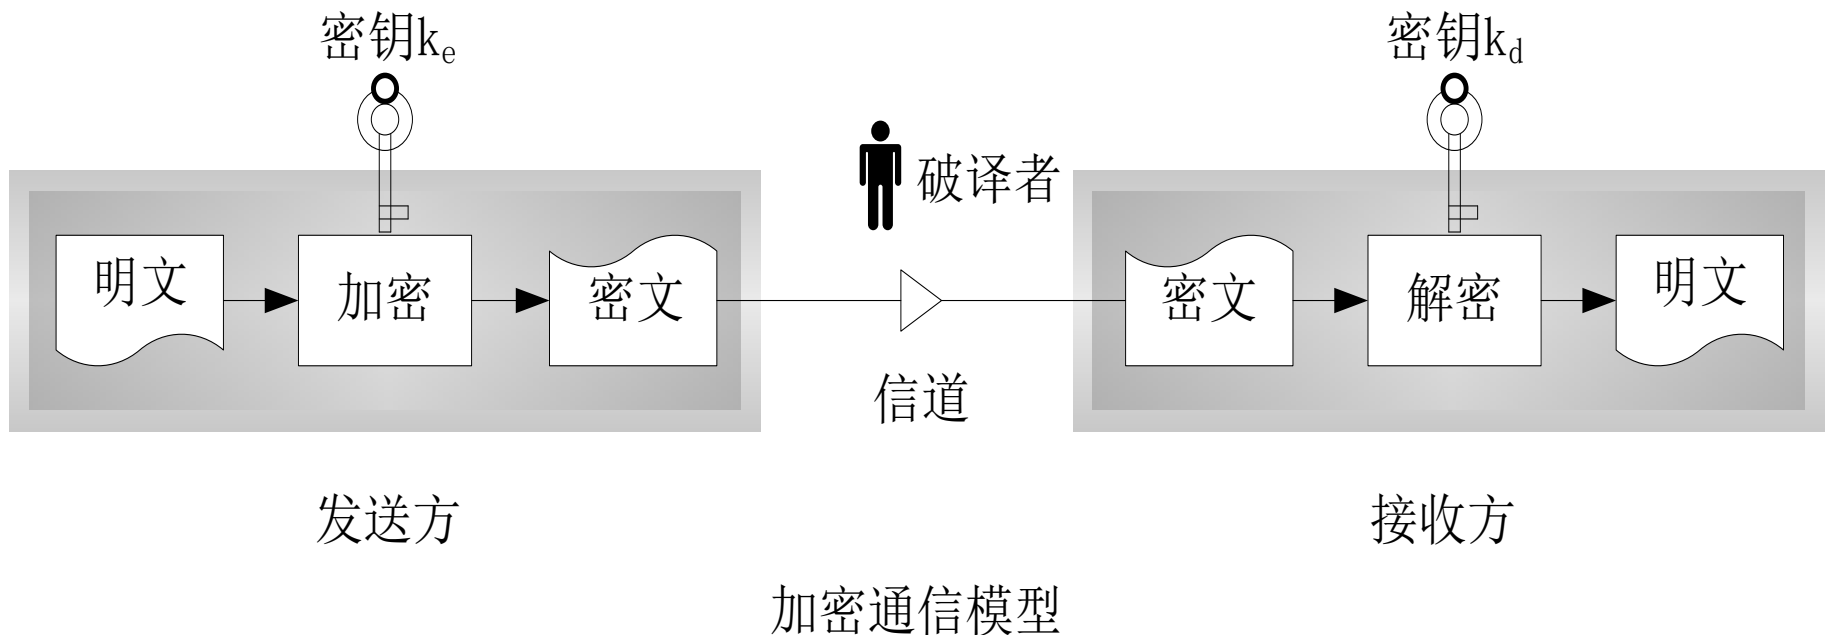 密钥ke
密钥kd
破译者
明文
加密
密文
密文
解密
明文
信道
发送方
接收方
加密通信模型